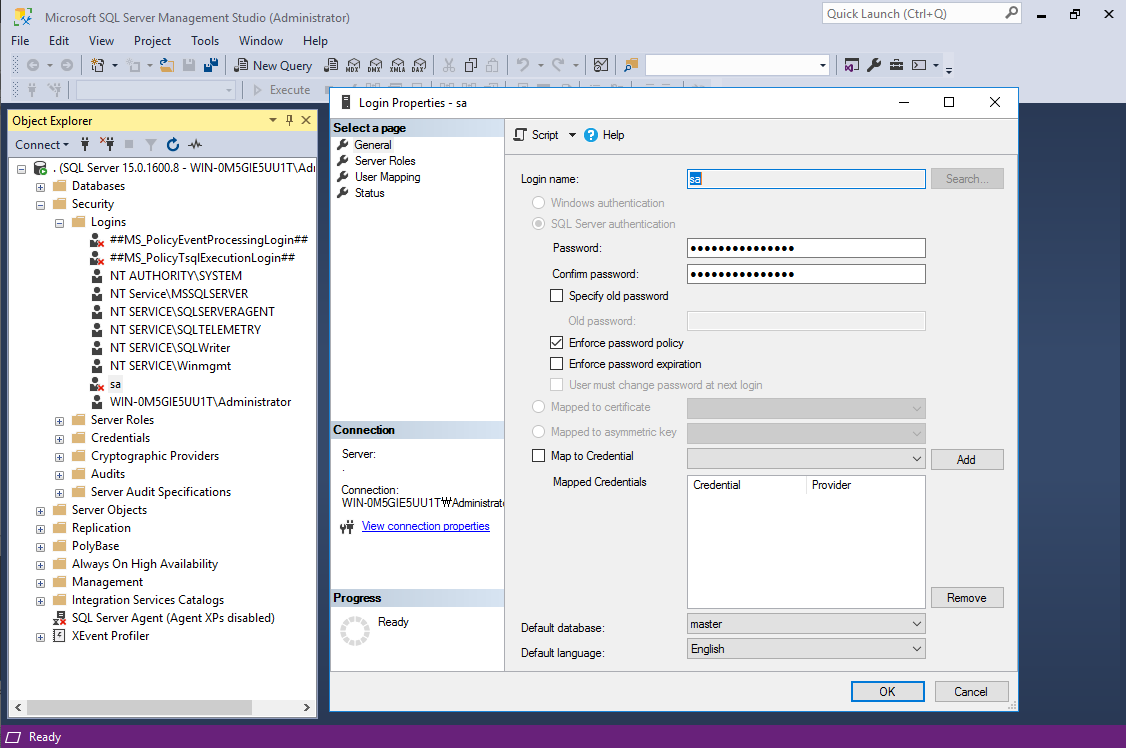 Microsoft SQL Server Management Studio (Administrator)
Quick Launch (Ctrl+Q)
File Edit View Project Tools Window Help
New Query
MDX DMX XMLA DAX
Execute
Object Explorer
Connect
. (SQL Server 15.0.1600.8 - WIN-0M5GIE5UU1T\Adr
Databases
Security
Logins
##MS_PolicyEventProcessingLogin##
##MS_PolicyTsqlExecutionLogin##
NT AUTHORITY\SYSTEM
NT Service\MSSQLSERVER
NT SERVICE\SQLSERVERAGENT
NT SERVICE\SQLTELEMETRY
NT SERVICE\SQLWriter
NT SERVICE\Winmgmt
sa
WIN-0M5GIE5UU1T\Administrator
Server Roles
Credentials
Cryptographic Providers
Audits
Server Audit Specifications
Server Objects
Replication
PolyBase
Always On High Availability
Management
Integration Services Catalogs
SQL Server Agent (Agent XPs disabled)
XEvent Profiler
Login Properties - sa
Select a page
General
Server Roles
User Mapping
Status
Connection
Server:
.
Connection:
WIN-0M5GIE5UU1T₩Administrato
View connection properties
Progress
Ready
Script
Help
Login name:
sa
Search...
Windows authentication
SQL Server authentication
Password:
●●●●●●●●●●●●●●●
Confirm password:
●●●●●●●●●●●●●●●
Specify old password
Old password:
Enforce password policy
Enforce password expiration
User must change password at next login
Mapped to certificate
Mapped to asymmetric key
Map to Credential
Add
Mapped Credentials
Credential Provider
Remove
Default database:
master
Default language:
English
OK
Cancel
Ready